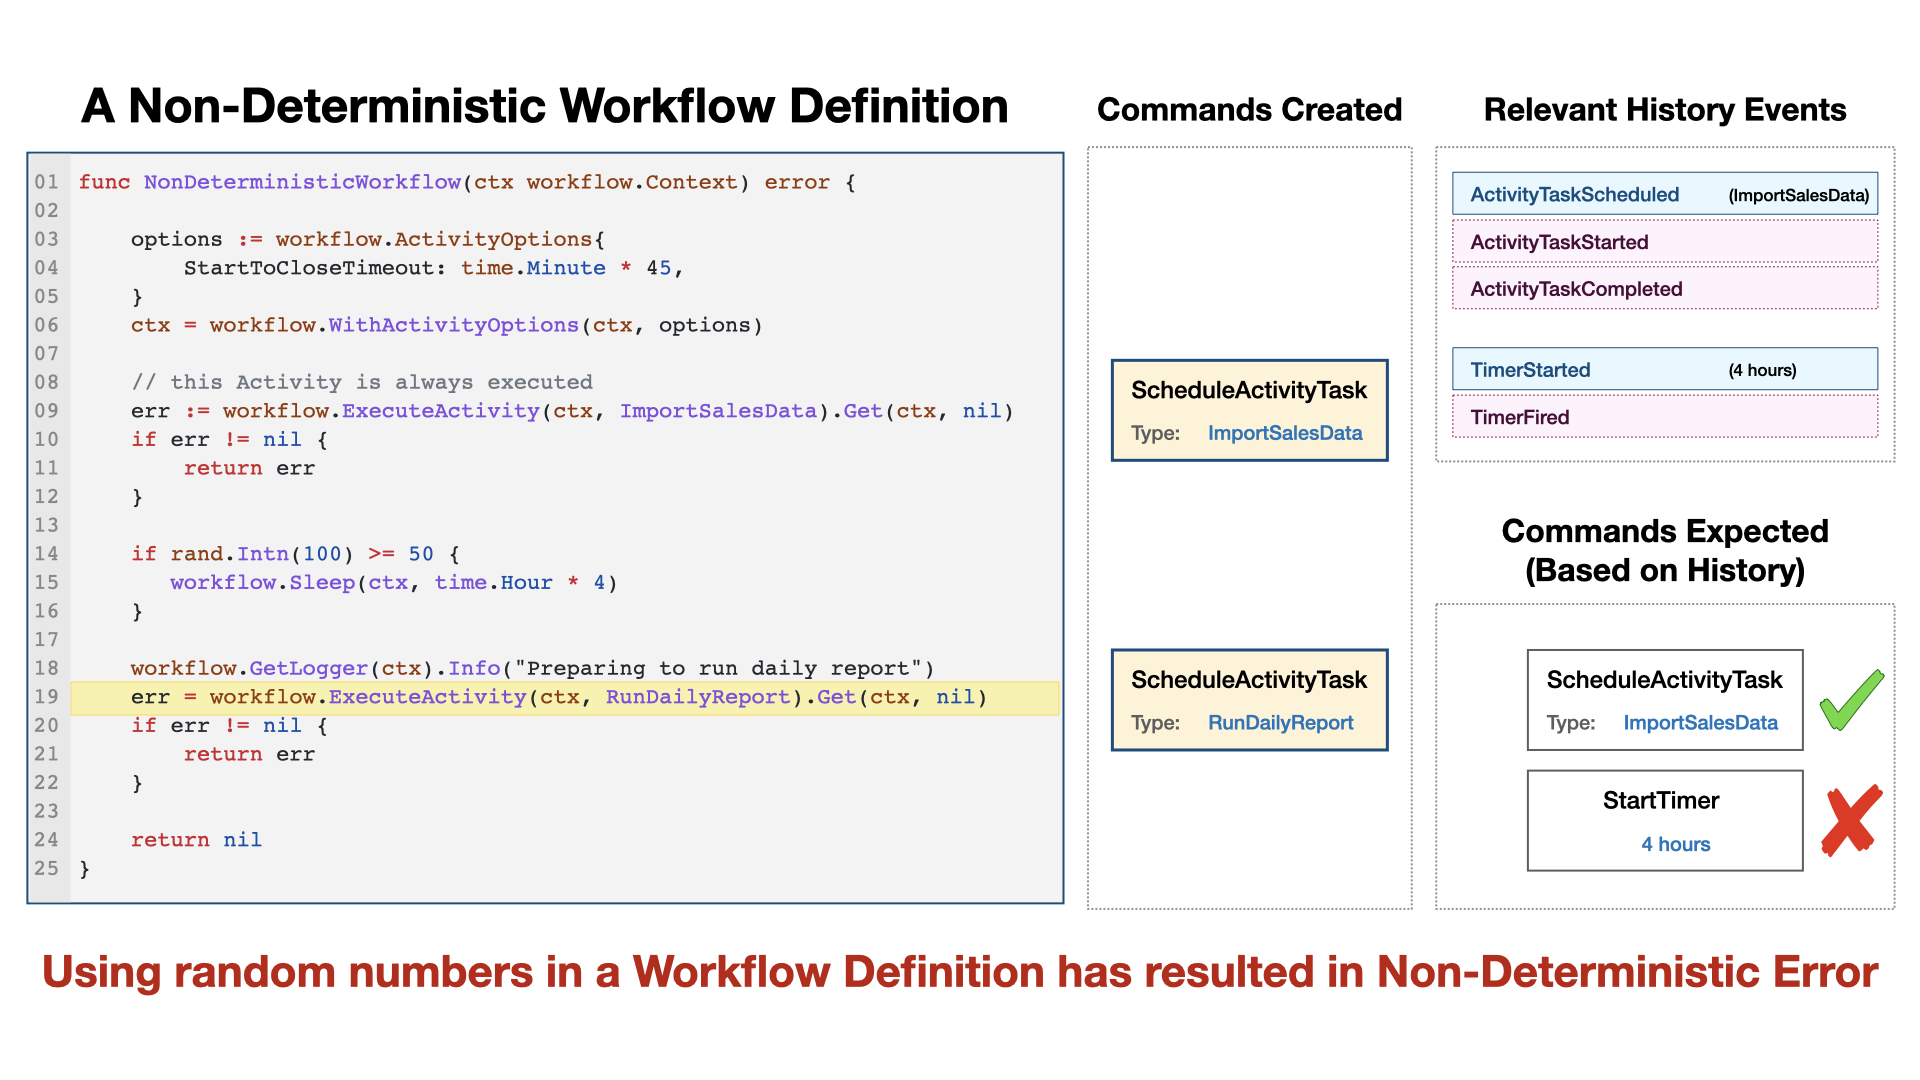 A Non-Deterministic Workflow Definition
01 func NonDeterministicWorkflow(ctx workflow.Context) error {
02
03     options := workflow.ActivityOptions{
04         StartToCloseTimeout: time.Minute * 45,
05     }
06     ctx = workflow.WithActivityOptions(ctx, options)
07
08     // this Activity is always executed
09     err := workflow.ExecuteActivity(ctx, ImportSalesData).Get(ctx, nil)
10     if err != nil {
11         return err
12     }
13
14     if rand.Intn(100) >= 50 {
15        workflow.Sleep(ctx, time.Hour * 4)
16     }
17
18     workflow.GetLogger(ctx).Info("Preparing to run daily report")
19     err = workflow.ExecuteActivity(ctx, RunDailyReport).Get(ctx, nil)
20     if err != nil {
21         return err
22     }
23
24     return nil
25 }
Commands Created
ScheduleActivityTask
Type: ImportSalesData
ScheduleActivityTask
Type: RunDailyReport
Relevant History Events
ActivityTaskScheduled (ImportSalesData)
ActivityTaskStarted
ActivityTaskCompleted
TimerStarted (4 hours)
TimerFired
Commands Expected
(Based on History)
ScheduleActivityTask
Type: ImportSalesData
StartTimer
4 hours
Using random numbers in a Workflow Definition has resulted in Non-Deterministic Error